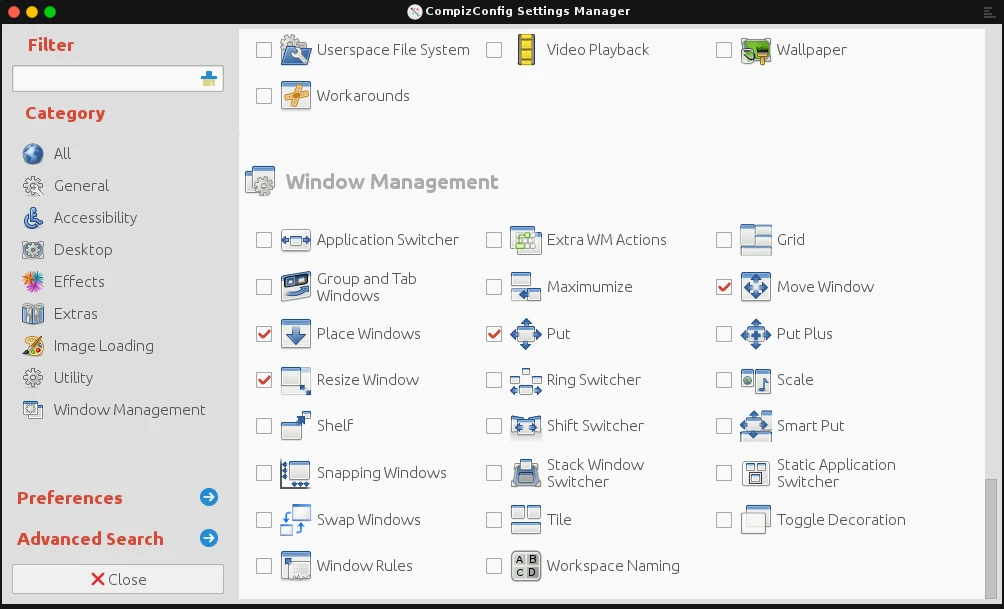 CompizConfig Settings Manager
Filter
Category
All
General
Accessibility
Desktop
Effects
Extras
Image Loading
Utility
Window Management
Preferences
Advanced Search
Close
Userspace File System
Video Playback
Wallpaper
Workarounds
Window Management
Application Switcher
Extra WM Actions
Grid
Group and Tab
Windows
Maximumize
Move Window
Place Windows
Put
Put Plus
Resize Window
Ring Switcher
Scale
Shelf
Shift Switcher
Smart Put
Snapping Windows
Stack Window
Switcher
Static Application
Switcher
Swap Windows
Tile
Toggle Decoration
Window Rules
A B
C D
Workspace Naming